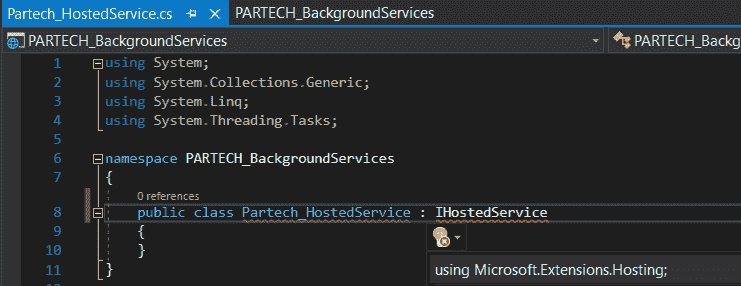 Partech_HostedService.cs PARTECH_BackgroundServices
PARTECH_BackgroundServices PARTECH_Backg
1 using System;
2 using System.Collections.Generic;
3 using System.Linq;
4 using System.Threading.Tasks;
5
6 namespace PARTECH_BackgroundServices
7 {
0 references
8 public class Partech_HostedService : IHostedService
9 {
10 }
11 }
using Microsoft.Extensions.Hosting;